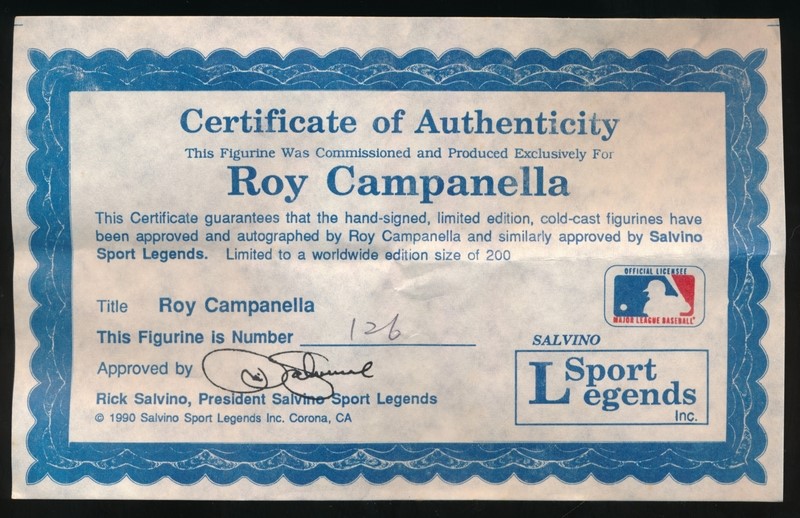 Certificate of Authenticity
This Figurine Was Commissioned and Produced Exclusively For
Roy Campanella
This Certificate guarantees that the hand-signed, limited edition, cold-cast figurines have
been approved and autographed by Roy Campanella and similarly approved by Salvino
Sport Legends. Limited to a worldwide edition size of 200
OFFICIAL LICENSEE
MAJOR LEAGUE BASEBALL
Title Roy Campanella
This Figurine is Number 126
Approved by
Rick Salvino, President Salvino Sport Legends
© 1990 Salvino Sport Legends Inc. Corona, CA
SALVINO
Sport
Legends
Inc.